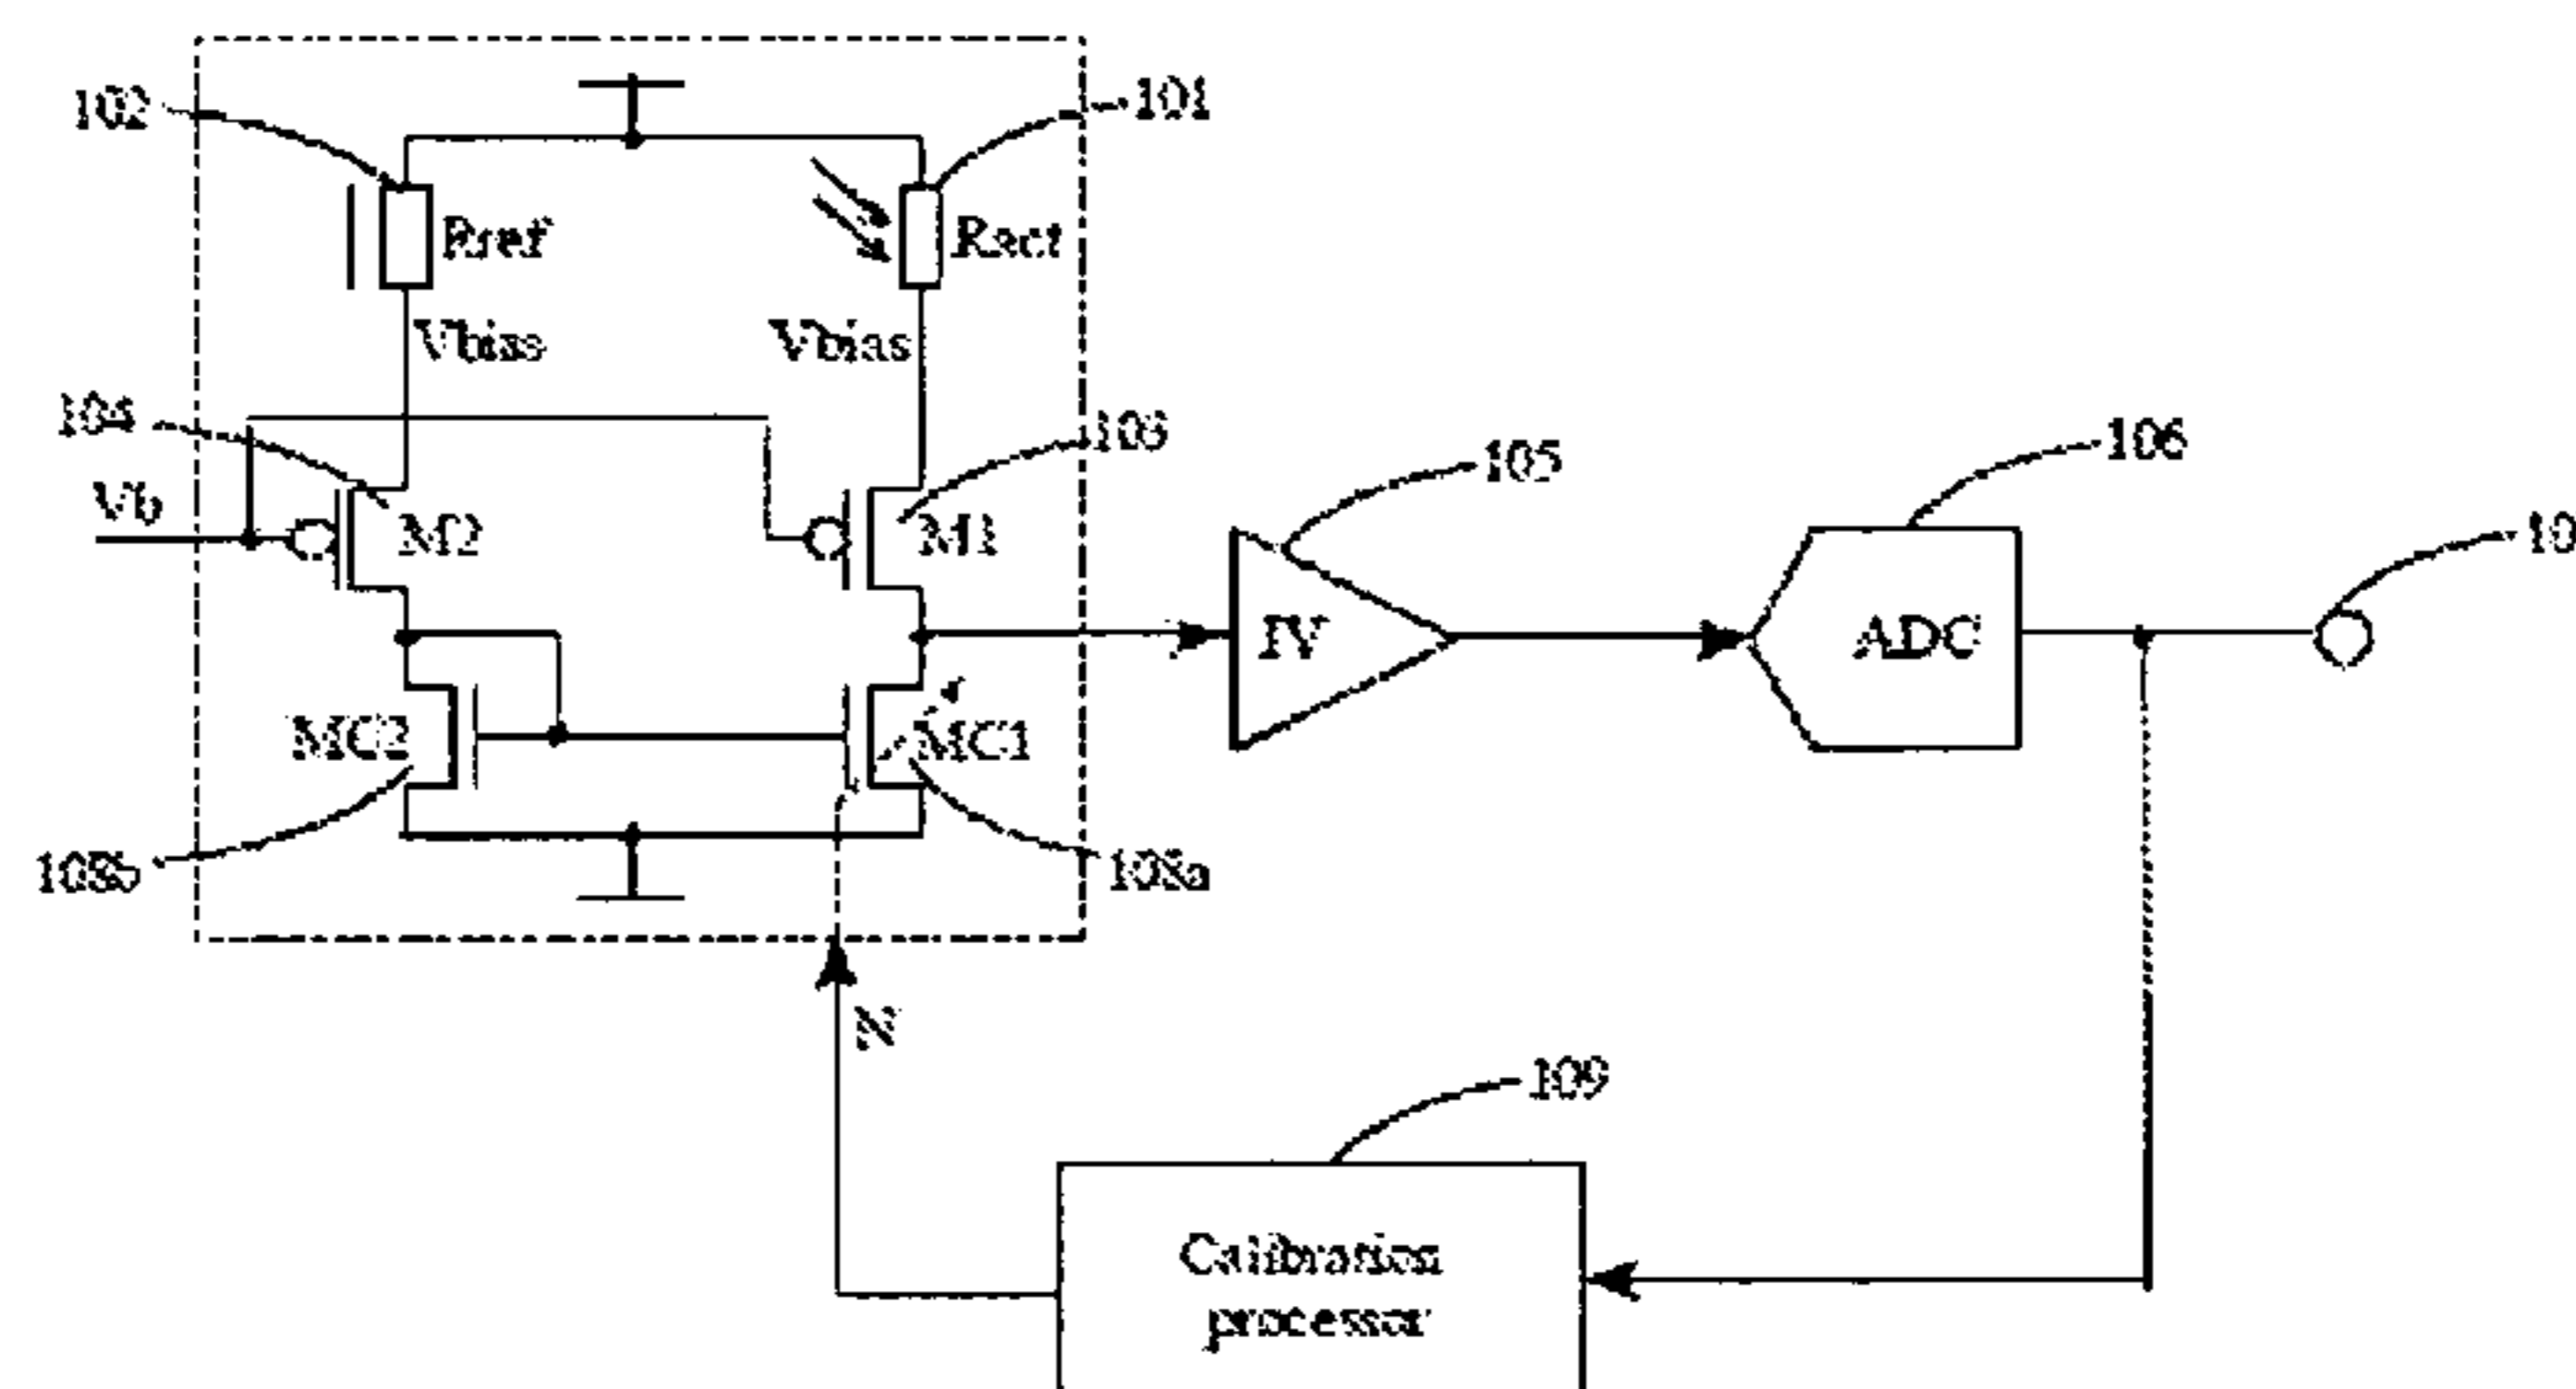 102
101
Rref
Ract
Vbias
Vbias
104
103
105
106
10
Vb
M2
M1
IV
ADC
MC2
MC1
108b
108a
N
109
Calibration
processor